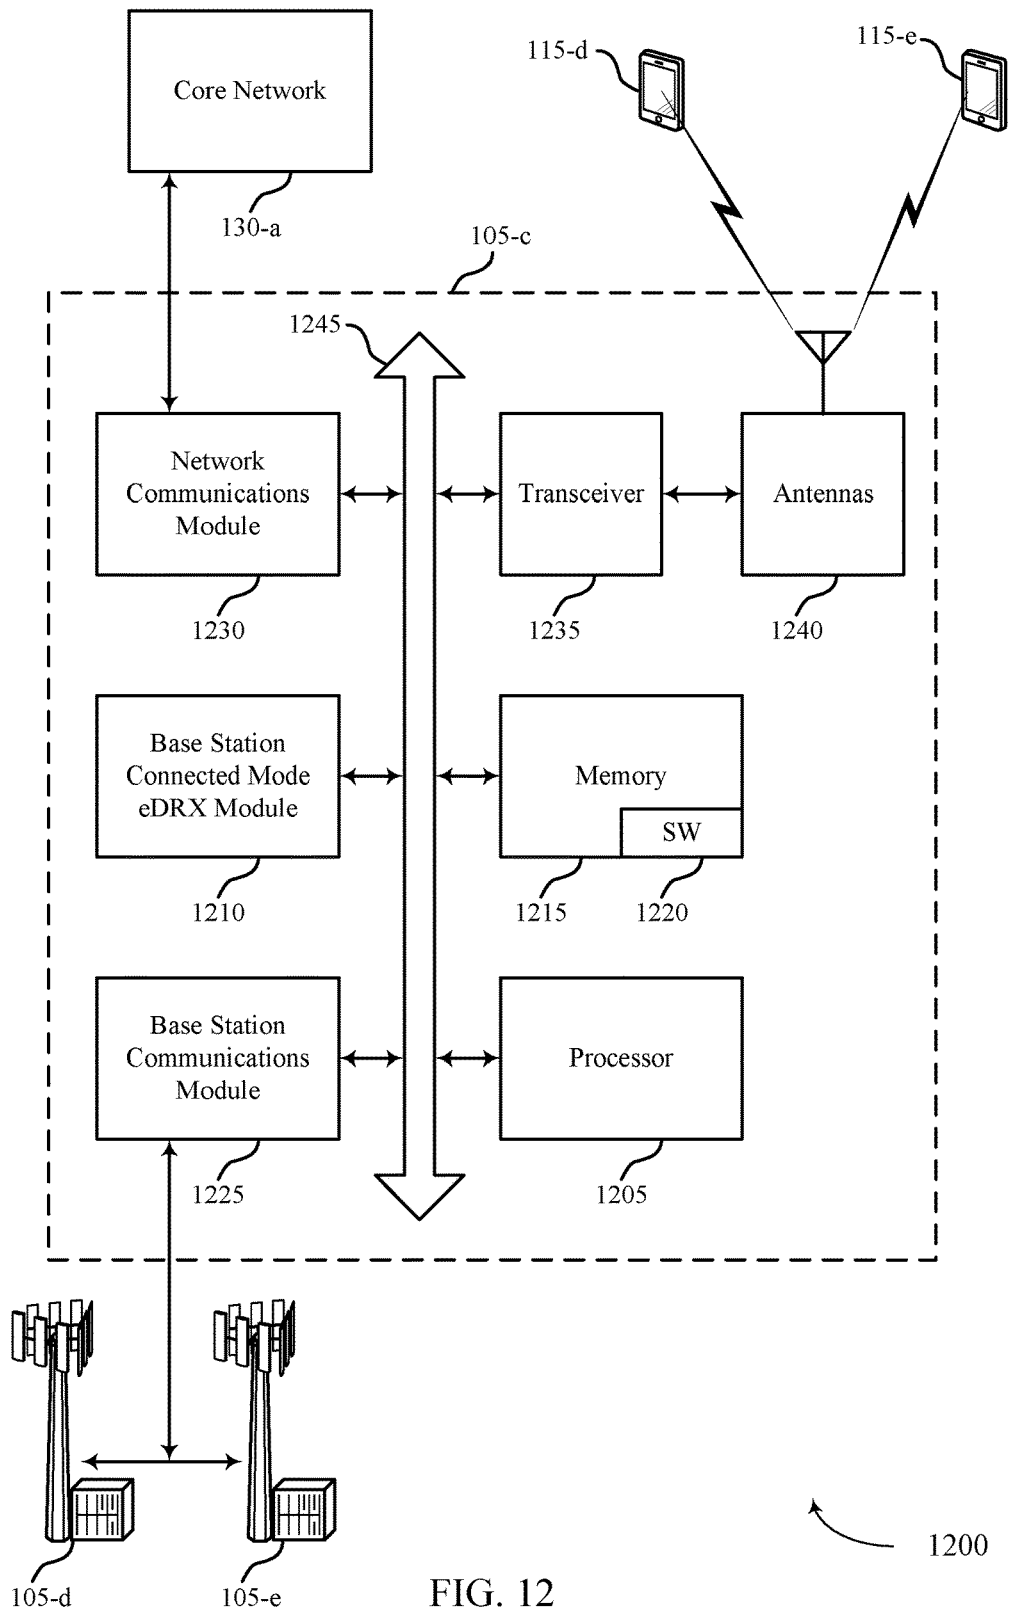 115-d
115-e
Core Network
130-a
105-c
1245
Network
Communications
Module
Transceiver
Antennas
1230
1235
1240
Base Station
Connected Mode
eDRX Module
Memory
SW
1210
1215
1220
Base Station
Communications
Module
Processor
1225
1205
105-d
105-e
1200
FIG. 12